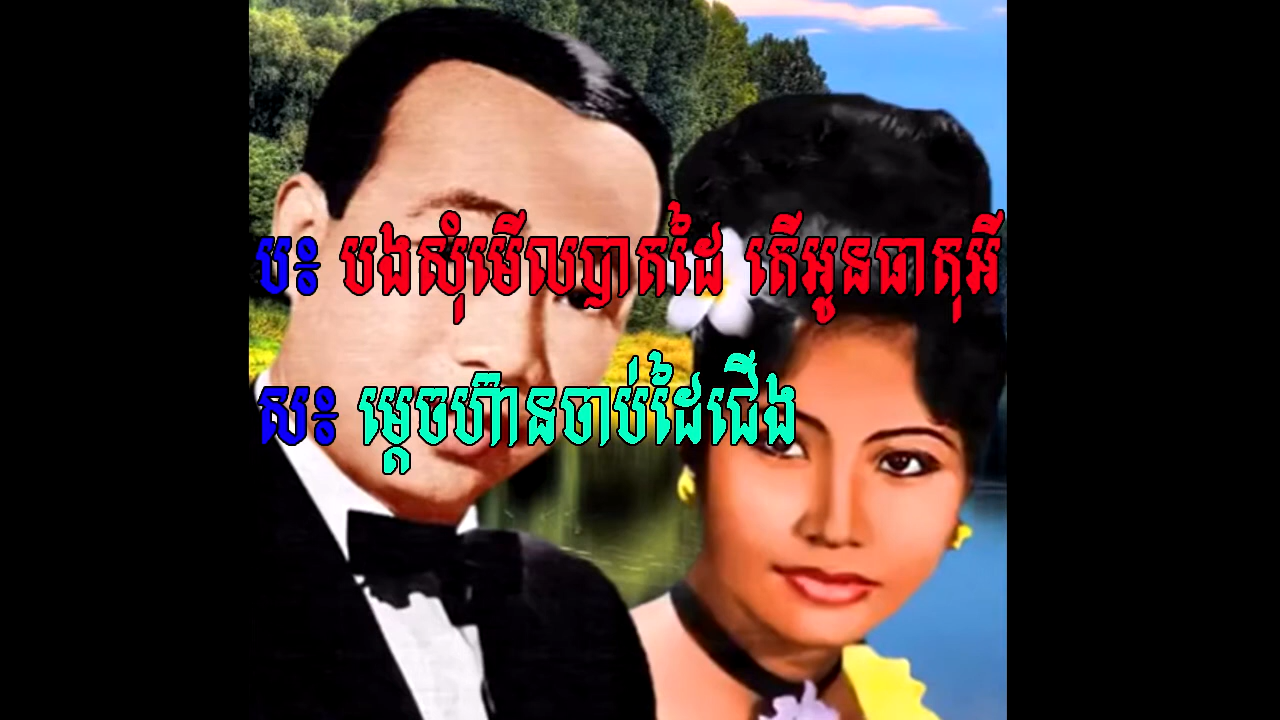 ប៖ បងសុំមើលបាតដៃ តើអូនធាតុអី
ស៖ ម្ដេចហ៊ានចាប់ដៃជើង